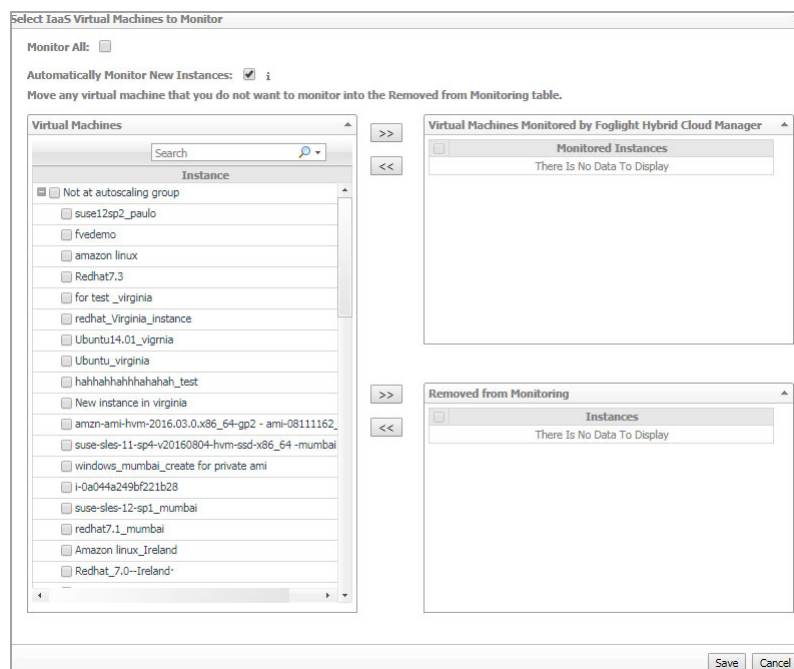 Select IaaS Virtual Machines to Monitor
Monitor All:
Automatically Monitor New Instances: i
Move any virtual machine that you do not want to monitor into the Removed from Monitoring table.
Virtual Machines
Search
Instance
Not at autoscaling group
suse12sp2_paulo
fvedemo
amazon linux
Redhat7.3
for test _virginia
redhat_Virginia_instance
Ubuntu14.01_vigrnia
Ubuntu_virginia
hahhahhahhhahahah_test
New instance in virginia
amzn-ami-hvm-2016.03.0.x86_64-gp2 - ami-08111162_
suse-sles-11-sp4-v20160804-hvm-ssd-x86_64 -mumbai
windows_mumbai_create for private ami
i-0a044a249bf221b28
suse-sles-12-sp1_mumbai
redhat7.1_mumbai
Amazon linux_Ireland
Redhat_7.0--Ireland-
>>
<<
Virtual Machines Monitored by Foglight Hybrid Cloud Manager
Monitored Instances
There Is No Data To Display
>>
<<
Removed from Monitoring
Instances
There Is No Data To Display
Save
Cancel